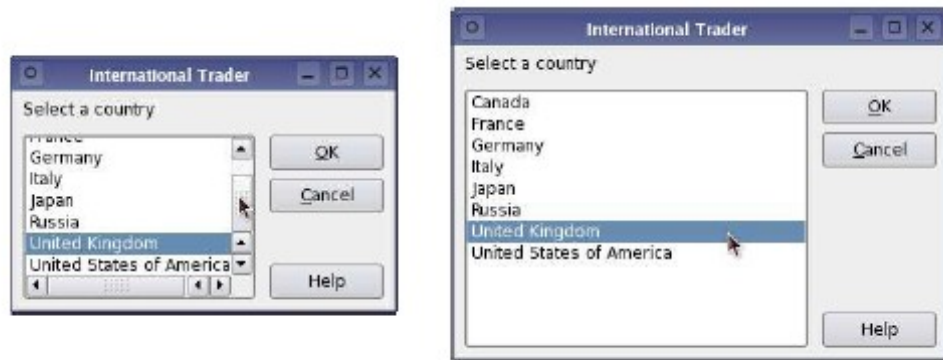 International Trader
Select a country
France
Germany
Italy
Japan
Russia
United Kingdom
United States of America
OK
Cancel
Help
International Trader
Select a country
Canada
France
Germany
Italy
Japan
Russia
United Kingdom
United States of America
OK
Cancel
Help